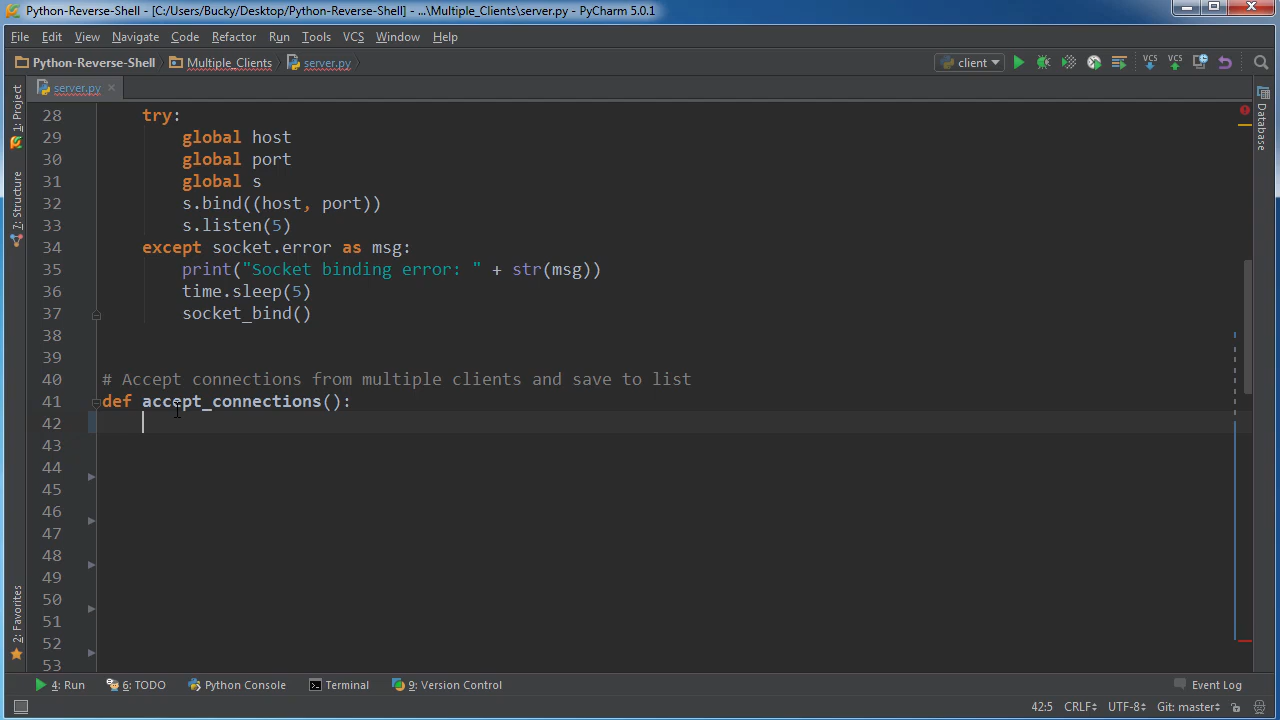 Python-Reverse-Shell - [C:/Users/Bucky/Desktop/Python-Reverse-Shell] - ...\Multiple_Clients\server.py - PyCharm 5.0.1
File Edit View Navigate Code Refactor Run Tools VCS Window Help
Python-Reverse-Shell Multiple_Clients server.py client VCS VCS
server.py
1: Project
7: Structure
2: Favorites
Database
28 try:
29 global host
30 global port
31 global s
32 s.bind((host, port))
33 s.listen(5)
34 except socket.error as msg:
35 print("Socket binding error: " + str(msg))
36 time.sleep(5)
37 socket_bind()
38
39
40 # Accept connections from multiple clients and save to list
41 def accept_connections():
42
43
44
45
46
47
48
49
50
51
52
53
4: Run 6: TODO Python Console Terminal 9: Version Control Event Log
42:5 CRLF UTF-8 Git: master